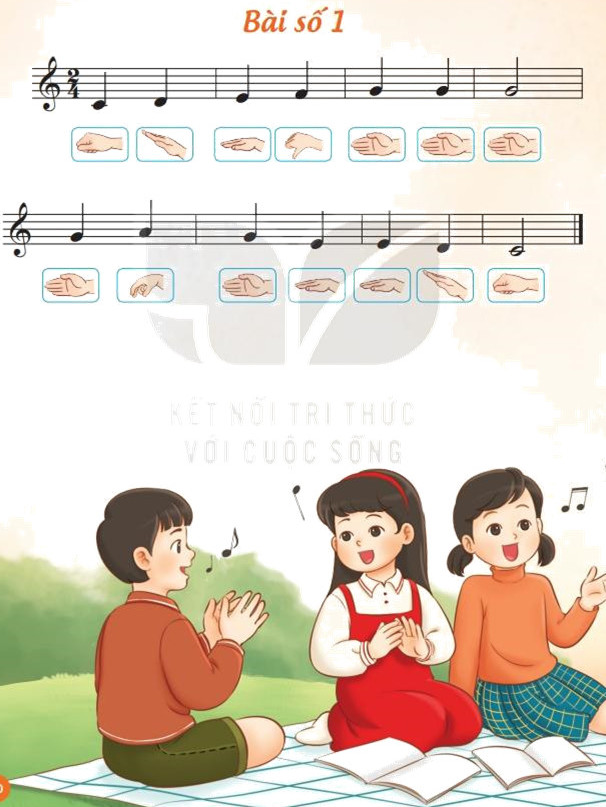 Bài số 1
2
4
KẾT NỐI TRI THỨC
VỚI CUỘC SỐNG